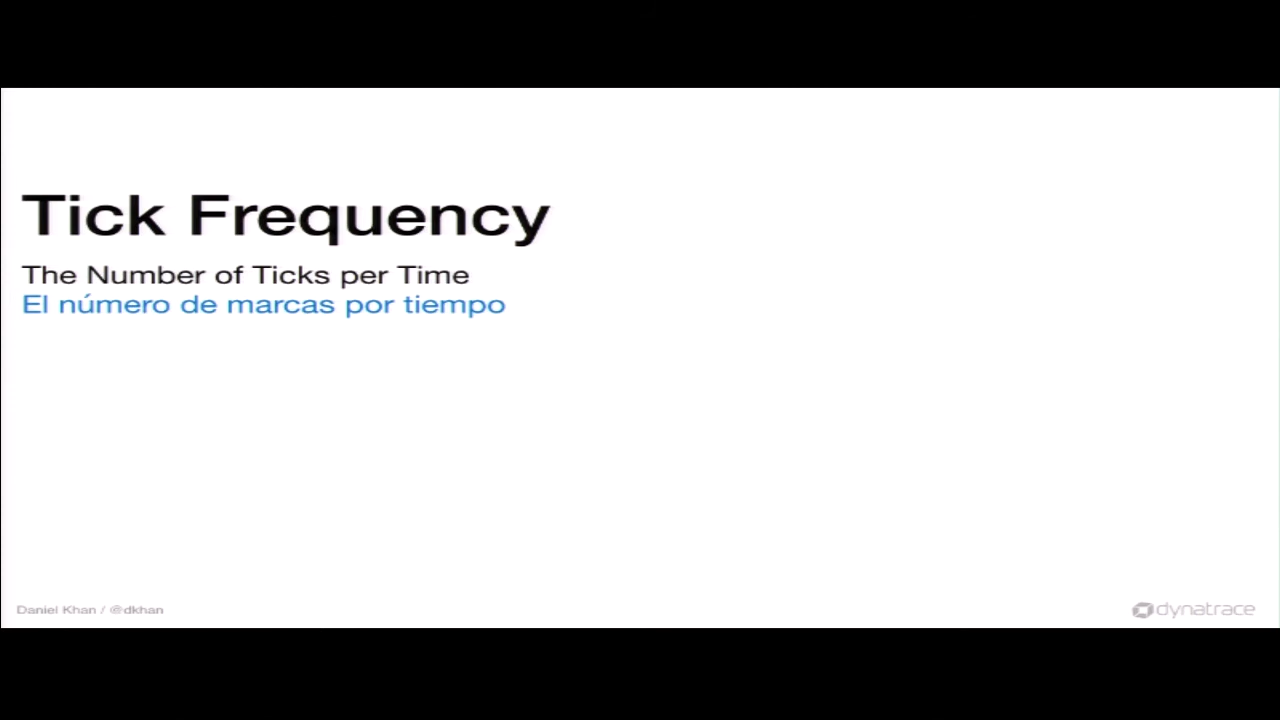 Tick Frequency
The Number of Ticks per Time
El número de marcas por tiempo
Daniel Khan / @dkhan
dynatrace